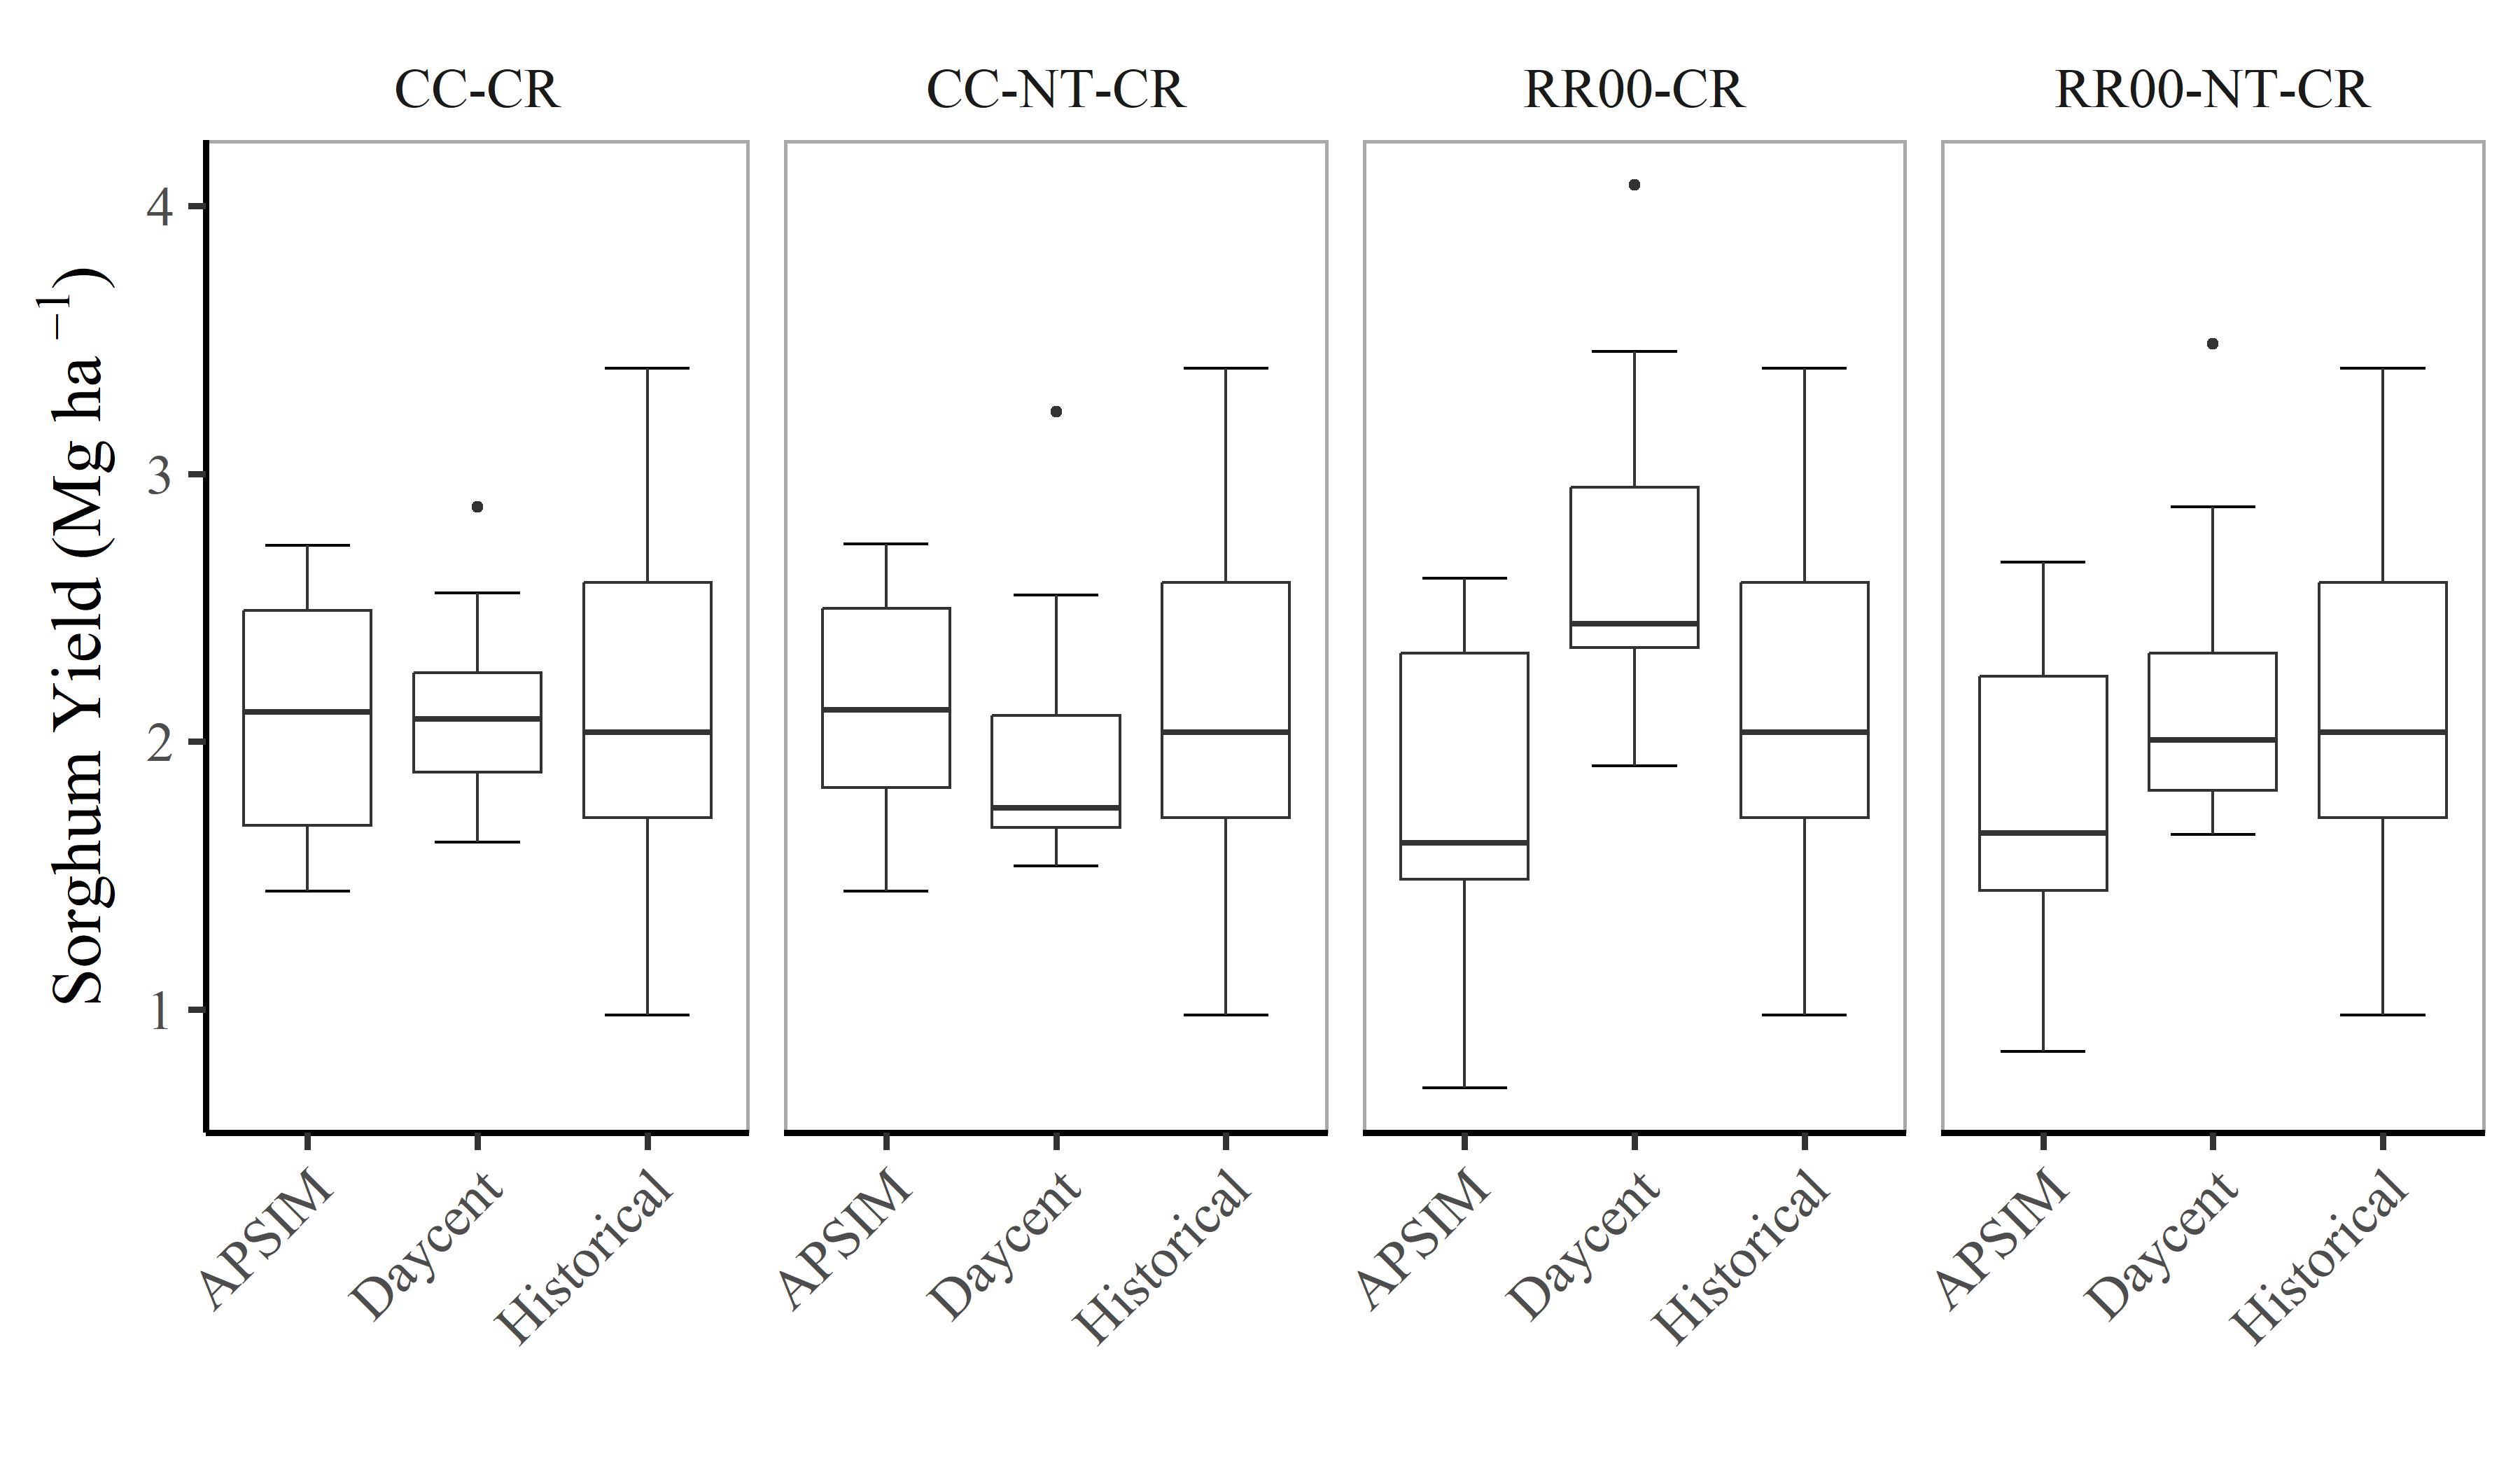 CC-CR
CC-NT-CR
RR00-CR
RR00-NT-CR
Sorghum Yield (Mg ha −1)
4
3
2
1
APSIM
Daycent
Historical
APSIM
Daycent
Historical
APSIM
Daycent
Historical
APSIM
Daycent
Historical